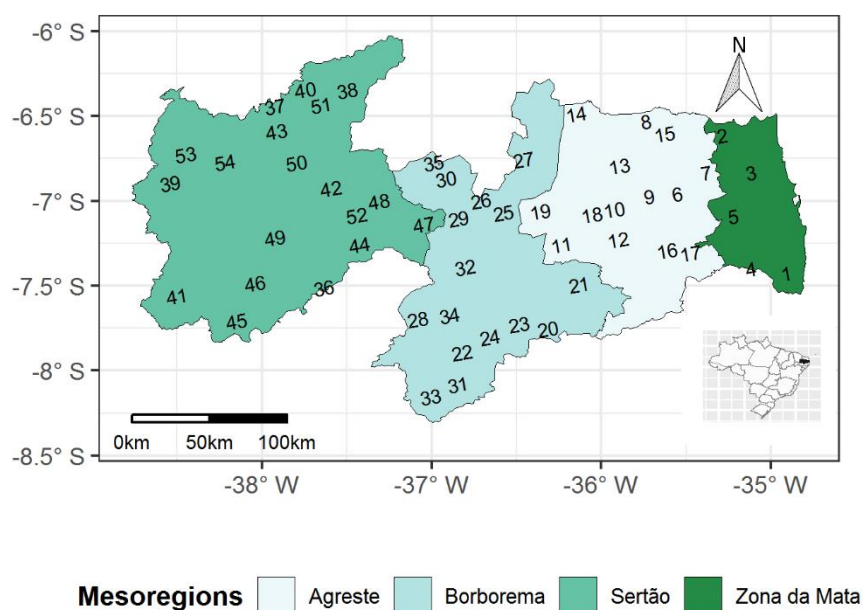 -6° S
-6.5° S
-7° S
-7.5° S
-8° S
-8.5° S
N
40 38
37 51
43
53 54 50
39 42 48
52 47
49 44
46 36
41
45
35 30 27
26
29 25
32 21
28 34 23 20
24
22
31
33
14 8
15
13 7
9 6
19 18 10
11 12 16 17
2
3
5
4 1
0km 50km 100km
-38° W -37° W -36° W -35° W
Mesoregions Agreste Borborema Sertão Zona da Mata